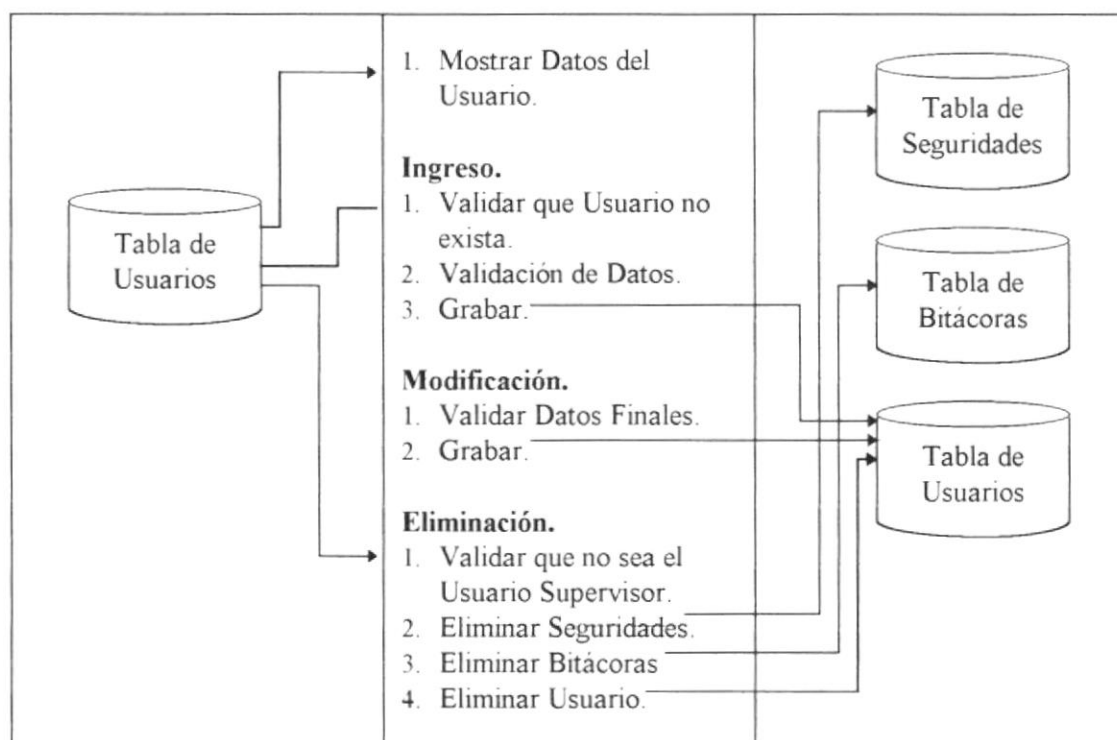 Tabla de
Usuarios
1. Mostrar Datos del
Usuario.
Ingreso.
1. Validar que Usuario no
exista.
2. Validación de Datos.
3. Grabar.
Modificación.
1. Validar Datos Finales.
2. Grabar.
Eliminación.
1. Validar que no sea el
Usuario Supervisor.
2. Eliminar Seguridades.
3. Eliminar Bitácoras
4. Eliminar Usuario.
Tabla de
Seguridades
Tabla de
Bitácoras
Tabla de
Usuarios